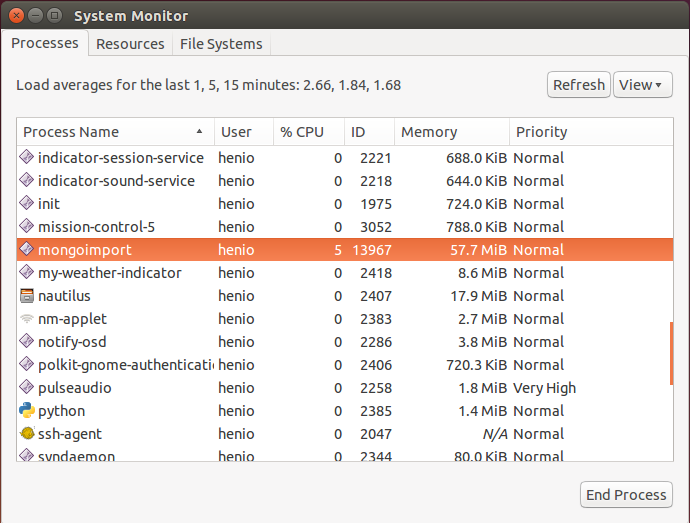 System Monitor
Processes Resources File Systems
Load averages for the last 1, 5, 15 minutes: 2.66, 1.84, 1.68 Refresh View
Process Name User % CPU ID Memory Priority
indicator-session-service henio 0 2221 688.0 KiB Normal
indicator-sound-service henio 0 2218 644.0 KiB Normal
init henio 0 1975 724.0 KiB Normal
mission-control-5 henio 0 3052 788.0 KiB Normal
mongoimport henio 5 13967 57.7 MiB Normal
my-weather-indicator henio 0 2418 8.6 MiB Normal
nautilus henio 0 2407 17.9 MiB Normal
nm-applet henio 0 2383 2.7 MiB Normal
notify-osd henio 0 2286 3.8 MiB Normal
polkit-gnome-authenticati henio 0 2406 720.3 KiB Normal
pulseaudio henio 0 2258 1.8 MiB Very High
python henio 0 2385 1.4 MiB Normal
ssh-agent henio 0 2047 N/A Normal
syndaemon henio 0 2344 80.0 KiB Normal
End Process